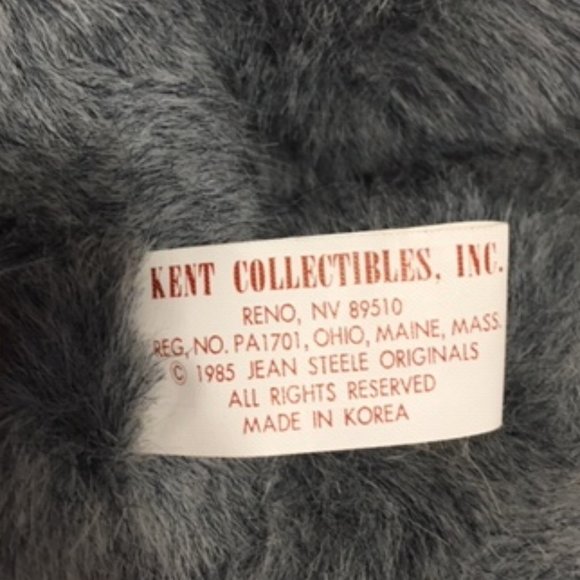 KENT COLLECTIBLES, INC.
RENO, NV 89510
REG. NO. PA1701, OHIO, MAINE, MASS.
© 1985 JEAN STEELE ORIGINALS
ALL RIGHTS RESERVED
MADE IN KOREA